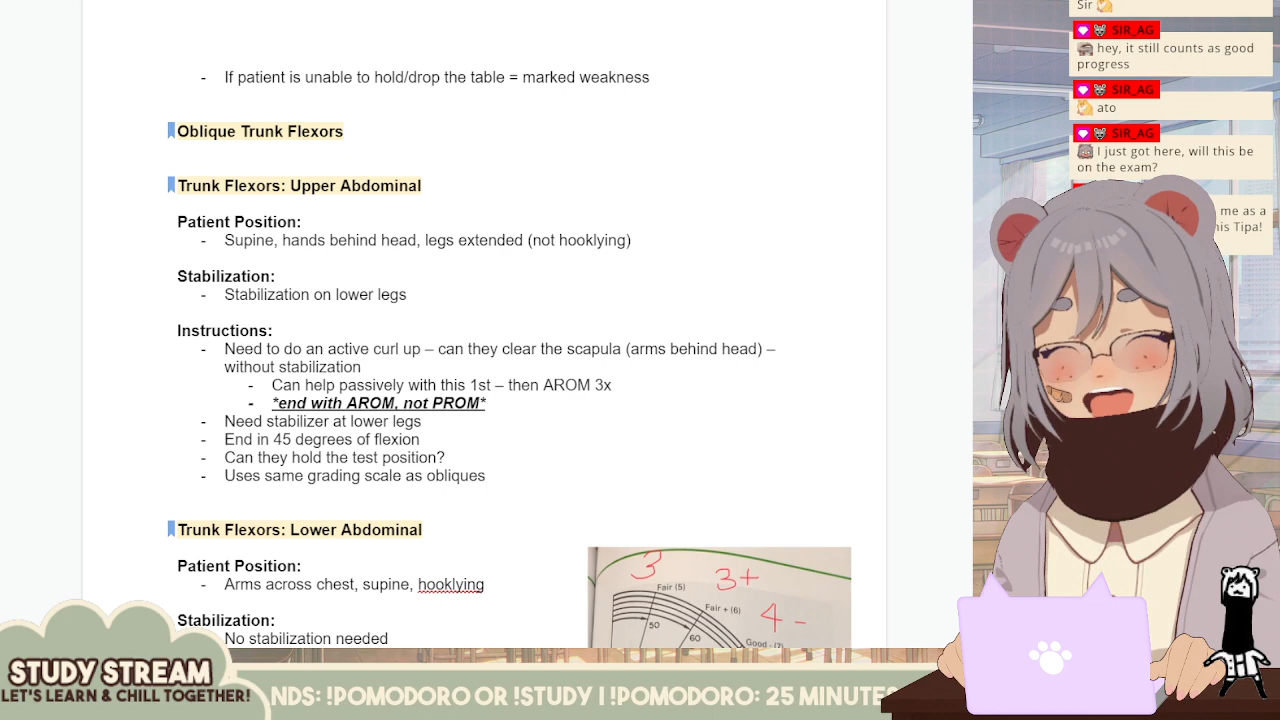 - If patient is unable to hold/drop the table = marked weakness
Oblique Trunk Flexors
Trunk Flexors: Upper Abdominal
Patient Position:
- Supine, hands behind head, legs extended (not hooklying)
Stabilization:
- Stabilization on lower legs
Instructions:
- Need to do an active curl up – can they clear the scapula (arms behind head) –
without stabilization
- Can help passively with this 1st – then AROM 3x
- *end with AROM, not PROM*
- Need stabilizer at lower legs
- End in 45 degrees of flexion
- Can they hold the test position?
- Uses same grading scale as obliques
Trunk Flexors: Lower Abdominal
Patient Position:
- Arms across chest, supine, hooklying
Stabilization:
No stabilization needed
3
3+
4 -
Fair (5)
Fair + (6)
Good - (7)
50
60
Sir
SIR_AG
hey, it still counts as good
progress
SIR_AG
ato
SIR_AG
I just got here, will this be
on the exam?
me as a
his Tipa!
STUDY STREAM
LET'S LEARN & CHILL TOGETHER!
NDS: !POMODORO OR !STUDY | !POMODORO: 25 MINUTES